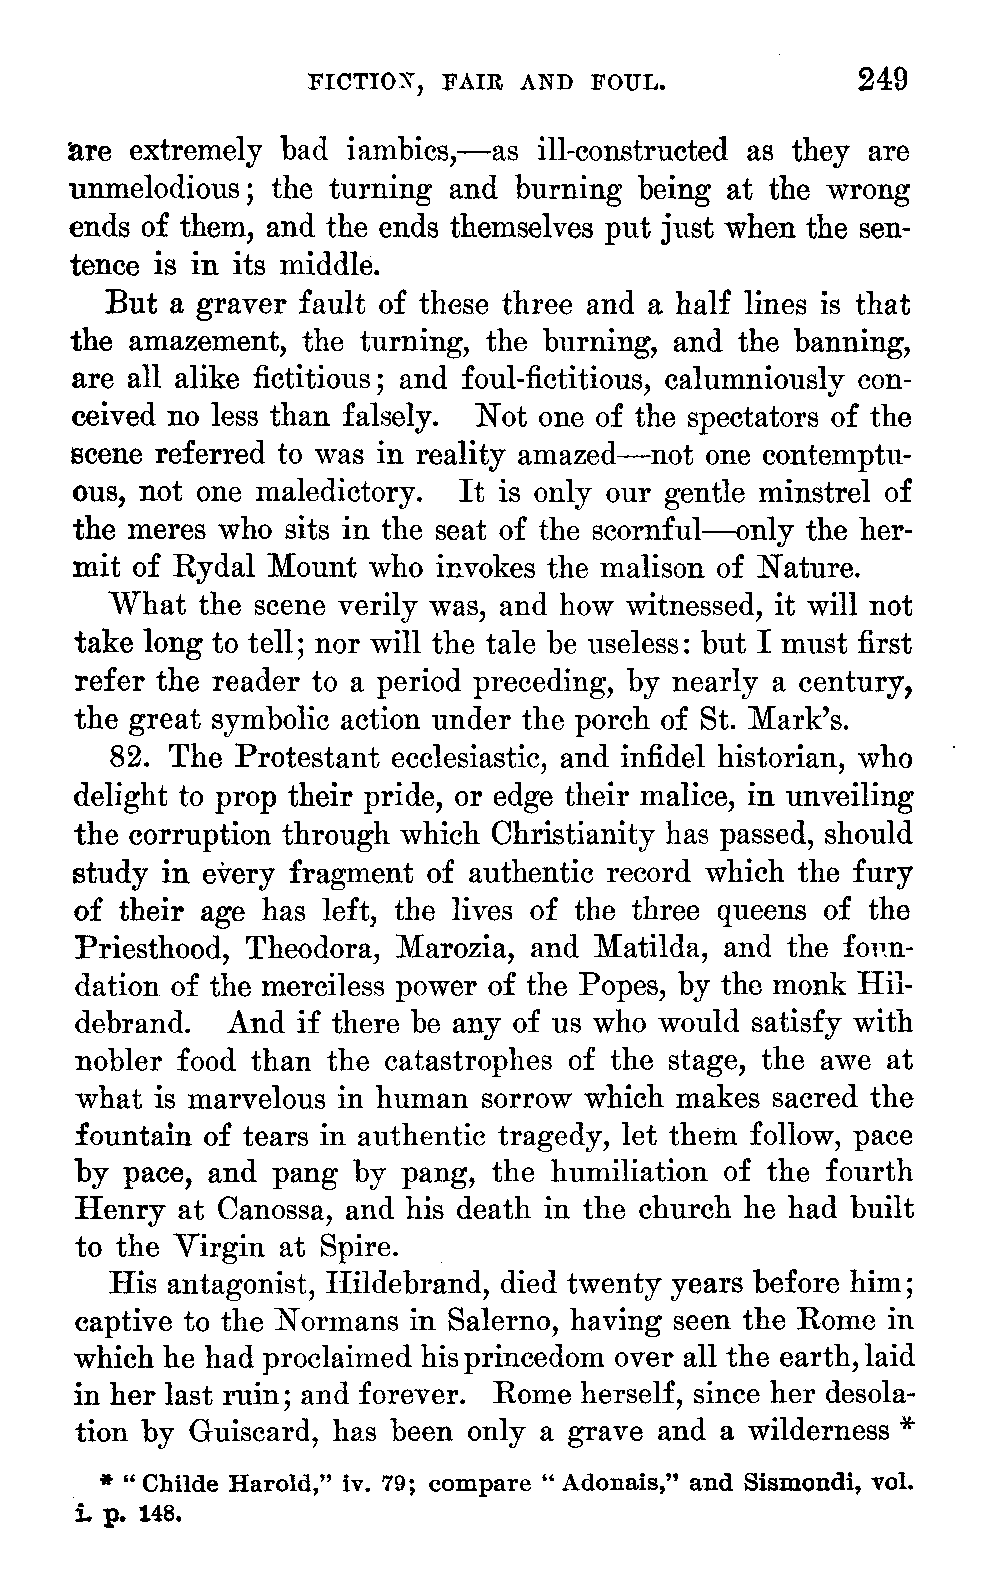 FICTION, FAIR AND FOUL. 249
are extremely bad iambics,—as ill-constructed as they are
unmelodious; the turning and burning being at the wrong
ends of them, and the ends themselves put just when the sen-
tence is in its middle.
But a graver fault of these three and a half lines is that
the amazement, the turning, the burning, and the banning,
are all alike fictitious; and foul-fictitious, calumniously con-
ceived no less than falsely. Not one of the spectators of the
scene referred to was in reality amazed—not one contemptu-
ous, not one maledictory. It is only our gentle minstrel of
the meres who sits in the seat of the scornful—only the her-
mit of Rydal Mount who invokes the malison of Nature.
What the scene verily was, and how witnessed, it will not
take long to tell; nor will the tale be useless: but I must first
refer the reader to a period preceding, by nearly a century,
the great symbolic action under the porch of St. Mark's.
82. The Protestant ecclesiastic, and infidel historian, who
delight to prop their pride, or edge their malice, in unveiling
the corruption through which Christianity has passed, should
study in every fragment of authentic record which the fury
of their age has left, the lives of the three queens of the
Priesthood, Theodora, Marozia, and Matilda, and the foun-
dation of the merciless power of the Popes, by the monk Hil-
debrand. And if there be any of us who would satisfy with
nobler food than the catastrophes of the stage, the awe at
what is marvelous in human sorrow which makes sacred the
fountain of tears in authentic tragedy, let them follow, pace
by pace, and pang by pang, the humiliation of the fourth
Henry at Canossa, and his death in the church he had built
to the Virgin at Spire.
His antagonist, Hildebrand, died twenty years before him;
captive to the Normans in Salerno, having seen the Rome in
which he had proclaimed his princedom over all the earth, laid
in her last ruin; and forever. Rome herself, since her desola-
tion by Guiscard, has been only a grave and a wilderness *
* "Childe Harold," iv. 79; compare "Adonais," and Sismondi, vol.
i. p. 148.